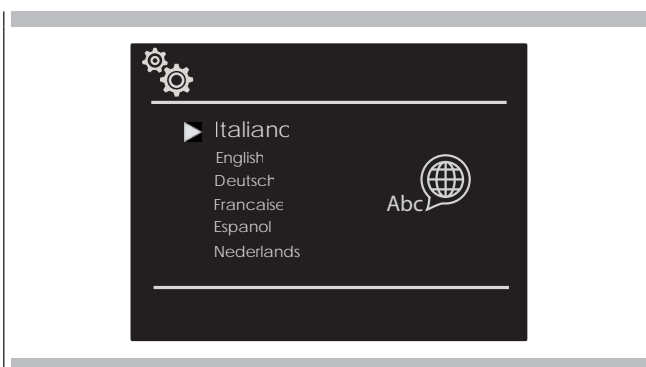 Italianc
English
Deutsch
Francaise
Abc
Espanol
Nederlands